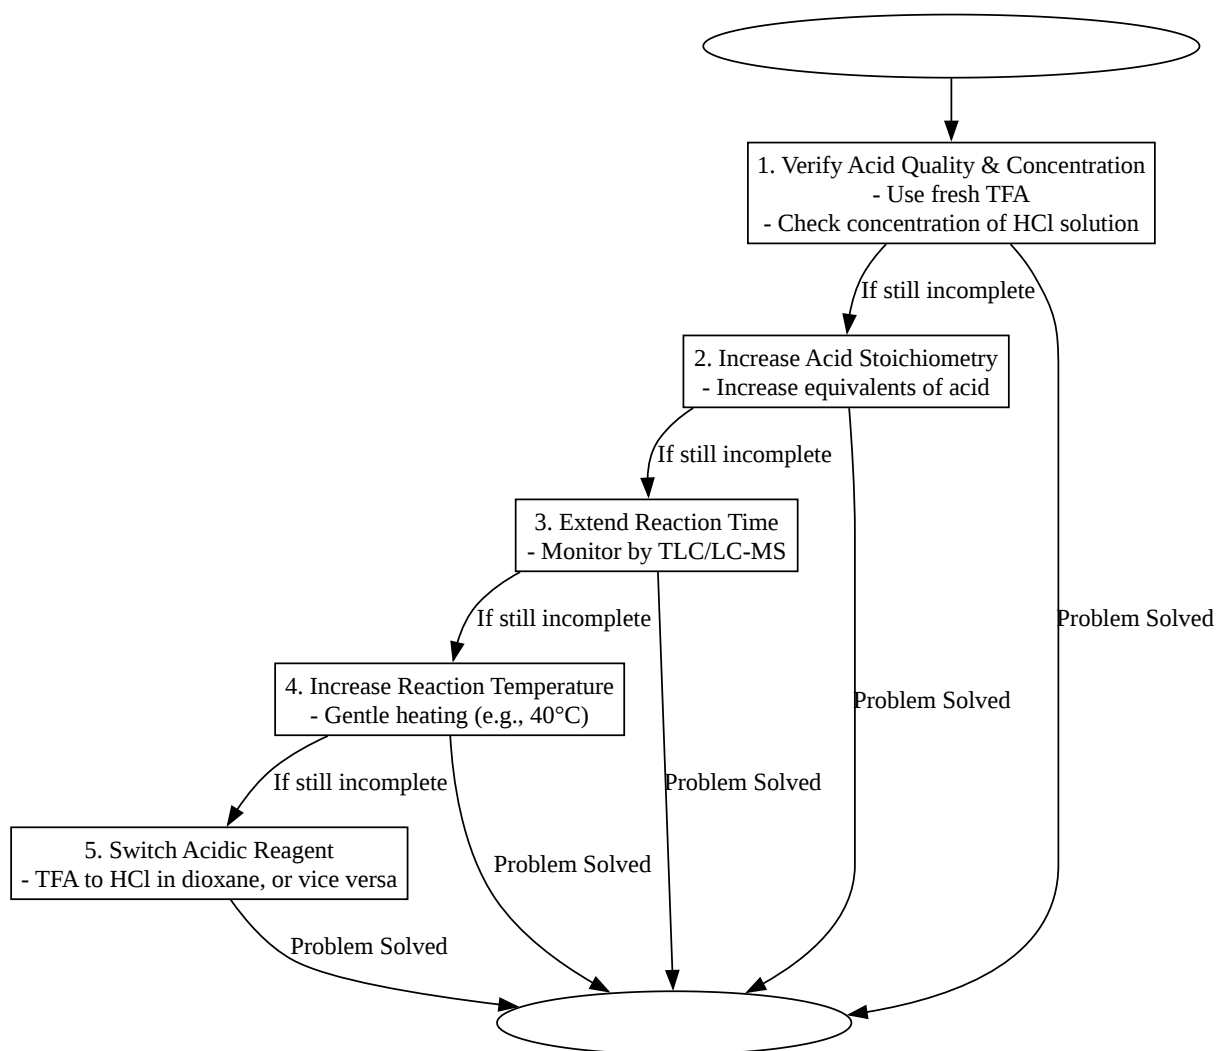 1. Verify Acid Quality & Concentration
- Use fresh TFA
- Check concentration of HCl solution
If still incomplete
2. Increase Acid Stoichiometry
- Increase equivalents of acid
If still incomplete
3. Extend Reaction Time
- Monitor by TLC/LC-MS
If still incomplete
Problem Solved
4. Increase Reaction Temperature
- Gentle heating (e.g., 40°C)
Problem Solved
If still incomplete
Problem Solved
5. Switch Acidic Reagent
- TFA to HCl in dioxane, or vice versa
Problem Solved
Problem Solved